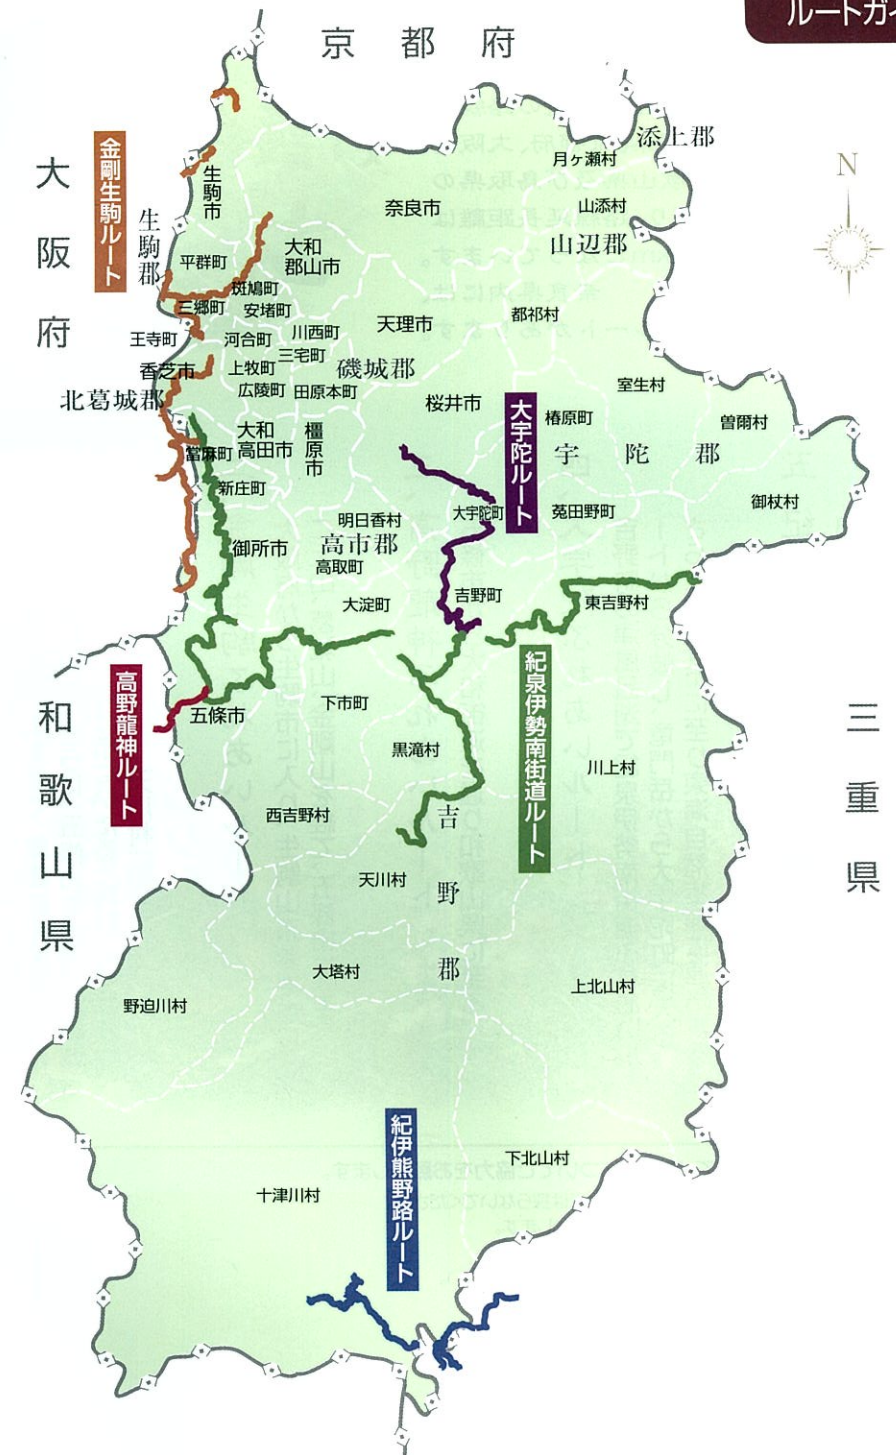 ルートガイ
京都府
大阪府
和歌山県
三重県
N
金剛生駒ルート
大宇陀ルート
紀泉伊勢南街道ルート
高野龍神ルート
紀伊熊野路ルート
添上郡
月ヶ瀬村
山添村
山辺郡
奈良市
生駒市
生駒郡
平群町
大和
郡山市
斑鳩町
三郷町
安堵町
都祁村
天理市
川西町
王寺町
河合町
三宅町
磯城郡
香芝市
上牧町
北葛城郡
広陵町
田原本町
室生村
桜井市
椿原町
曽爾村
大和
高田市
橿原市
當麻町
宇陀郡
新庄町
御杖村
大宇陀町
菟田野町
明日香村
高市郡
御所市
高取町
吉野町
東吉野村
大淀町
五條市
下市町
黒滝村
川上村
西吉野村
吉野郡
天川村
大塔村
上北山村
野迫川村
下北山村
十津川村